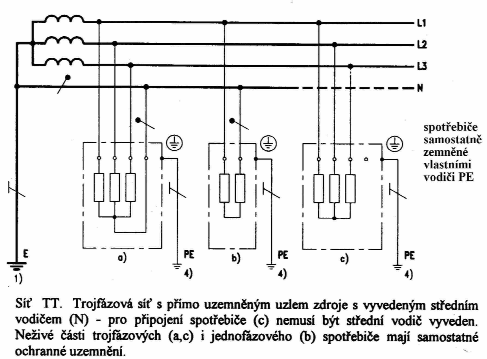 L1
L2
L3
N
spotřebiče
samostatně
zemněné
vlastními
vodiči PE
E
1)
a)
PE
4)
b)
PE
4)
c)
PE
4)
Síť TT. Trojfázová síť s přímo uzemněným uzlem zdroje s vyvedeným středním
vodičem (N) - pro připojení spotřebiče (c) nemusí být střední vodič vyveden.
Neživé části trojfázových (a,c) i jednofázového (b) spotřebiče mají samostatné
ochranné uzemnění.